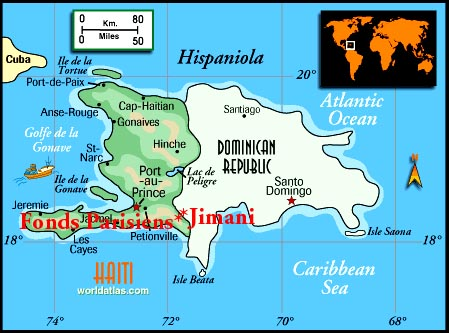 0 Km. 80
0 Miles 50
Hispaniola
Cuba
Ile de la
Tortue
Port-de-Paix
20°
Atlantic
Ocean
Cap-Haitian
Anse-Rouge
Gonaives
Santiago
Golfe de la
Gonave
St-
Narc
Hinche
DOMINICAN
REPUBLIC
Lac de
Peligre
Ile de la
Gonave
Port
-au-
Prince
Santo
Domingo
Jeremie
Fonds Parisiens
*Jimani
Petionville
Isle Saona
18°
18°
Les
Cayes
HAITI
worldatlas.com
Isle Beata
Caribbean
Sea
74°
72°
70°
68°